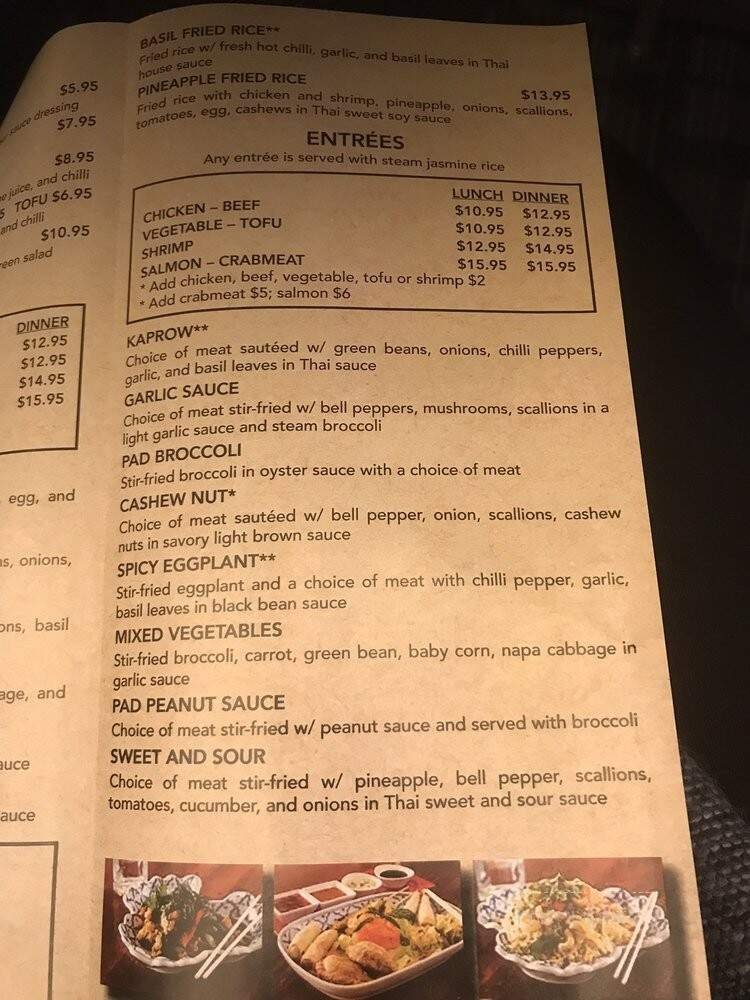 $5.95
sauce dressing
$7.95
$8.95
juice, and chilli
TOFU $6.95
and chilli
$10.95
salad
DINNER
$12.95
$12.95
$14.95
$15.95
egg, and
onions,
basil
and
BASIL FRIED RICE**
Fried rice w/ fresh hot chilli, garlic, and basil leaves in Thai
house sauce
PINEAPPLE FRIED RICE $13.95
Fried rice with chicken and shrimp, pineapple, onions, scallions,
tomatoes, egg, cashews in Thai sweet soy sauce
ENTRÉES
Any entrée is served with steam jasmine rice
LUNCH DINNER
CHICKEN – BEEF $10.95 $12.95
VEGETABLE – TOFU $10.95 $12.95
SHRIMP $12.95 $14.95
SALMON – CRABMEAT $15.95 $15.95
* Add chicken, beef, vegetable, tofu or shrimp $2
* Add crabmeat $5; salmon $6
KAPROW**
Choice of meat sautéed w/ green beans, onions, chilli peppers,
garlic, and basil leaves in Thai sauce
GARLIC SAUCE
Choice of meat stir-fried w/ bell peppers, mushrooms, scallions in a
light garlic sauce and steam broccoli
PAD BROCCOLI
Stir-fried broccoli in oyster sauce with a choice of meat
CASHEW NUT*
Choice of meat sautéed w/ bell pepper, onion, scallions, cashew
nuts in savory light brown sauce
SPICY EGGPLANT**
Stir-fried eggplant and a choice of meat with chilli pepper, garlic,
basil leaves in black bean sauce
MIXED VEGETABLES
Stir-fried broccoli, carrot, green bean, baby corn, napa cabbage in
garlic sauce
PAD PEANUT SAUCE
Choice of meat stir-fried w/ peanut sauce and served with broccoli
SWEET AND SOUR
Choice of meat stir-fried w/ pineapple, bell pepper, scallions,
tomatoes, cucumber, and onions in Thai sweet and sour sauce